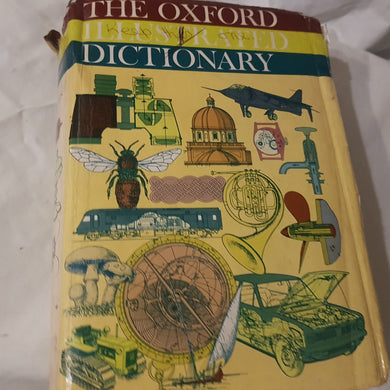 THE OXFORD
ILLUSTRATED
DICTIONARY